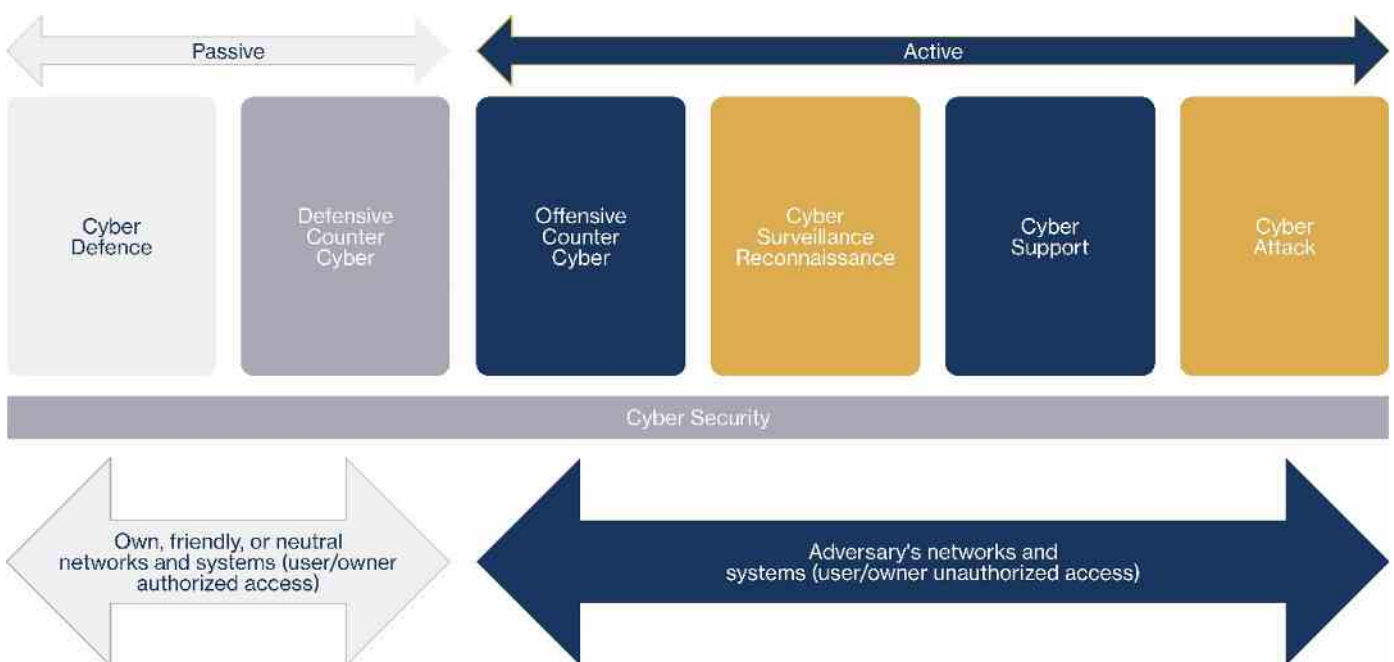 Passive
Active
Cyber
Defence
Defensive
Counter
Cyber
Offensive
Counter
Cyber
Cyber
Surveillance
Reconnaissance
Cyber
Support
Cyber
Attack
Cyber Security
Own, friendly, or neutral
networks and systems (user/owner
authorized access)
Adversary's networks and
systems (user/owner unauthorized access)